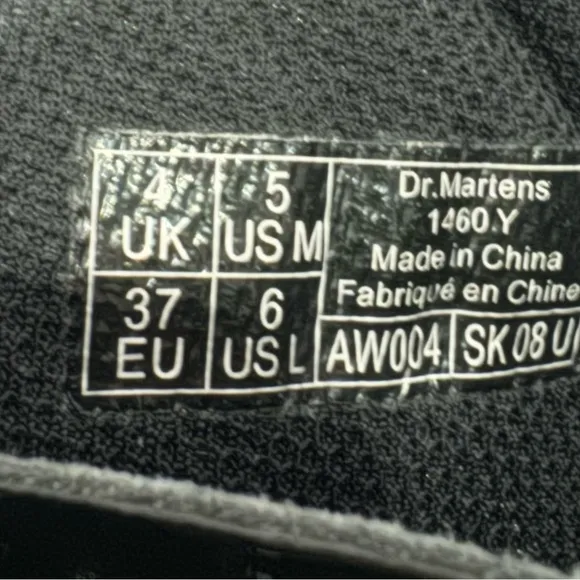 4
UK
5
US M
37
EU
6
US L
Dr.Martens
1460.Y
Made in China
Fabriqué en Chine
AW004
SK 08